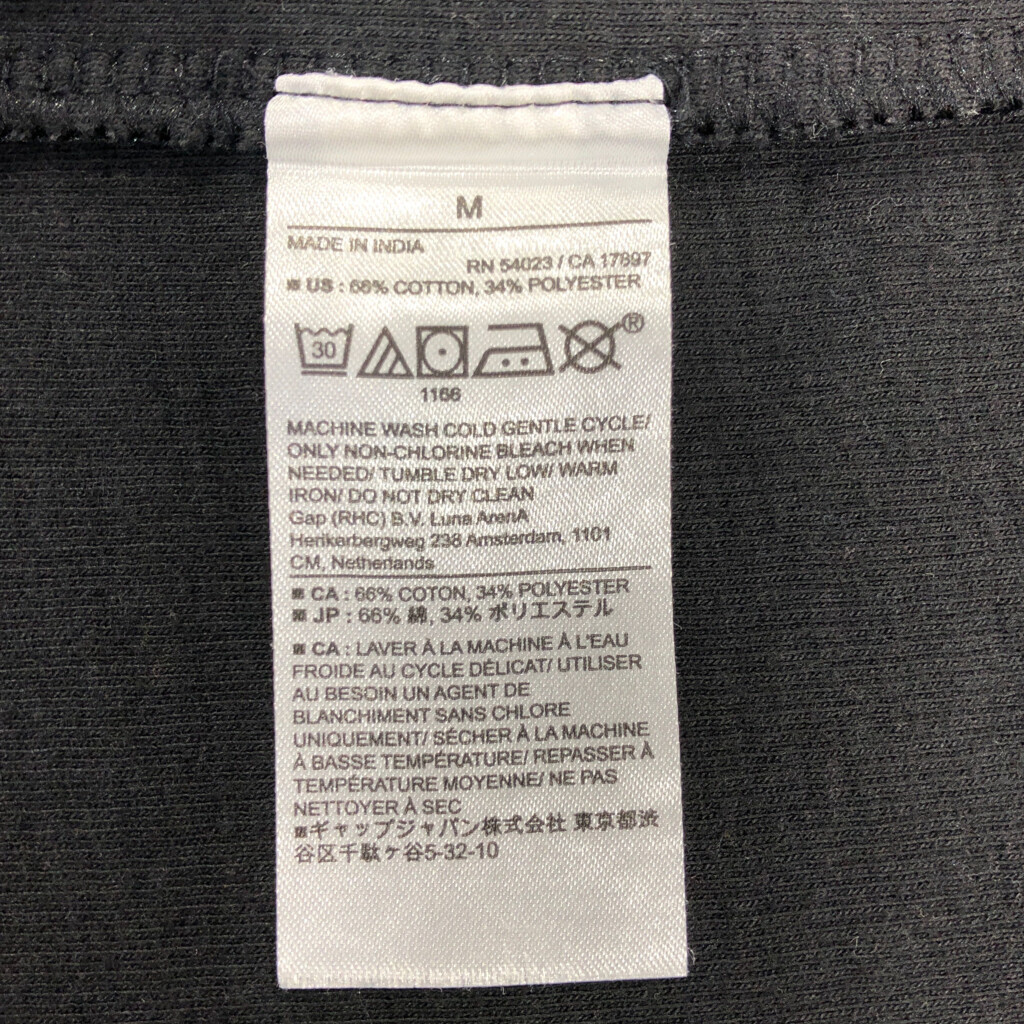 M
MADE IN INDIA
RN 54023 / CA 17897
US : 66% COTTON, 34% POLYESTER
30
®
1166
MACHINE WASH COLD GENTLE CYCLE/
ONLY NON-CHLORINE BLEACH WHEN
NEEDED/ TUMBLE DRY LOW/ WARM
IRON/ DO NOT DRY CLEAN
Gap (RHC) B.V. Luna ArenA
Herikerbergweg 238 Amsterdam, 1101
CM, Netherlands
CA : 66% COTON, 34% POLYESTER
JP : 66% 綿, 34% ポリエステル
CA : LAVER À LA MACHINE À L'EAU
FROIDE AU CYCLE DÉLICAT/ UTILISER
AU BESOIN UN AGENT DE
BLANCHIMENT SANS CHLORE
UNIQUEMENT/ SÉCHER À LA MACHINE
À BASSE TEMPÉRATURE/ REPASSER À
TEMPÉRATURE MOYENNE/ NE PAS
NETTOYER À SEC
ギャップジャパン株式会社 東京都渋
谷区千駄ヶ谷5-32-10